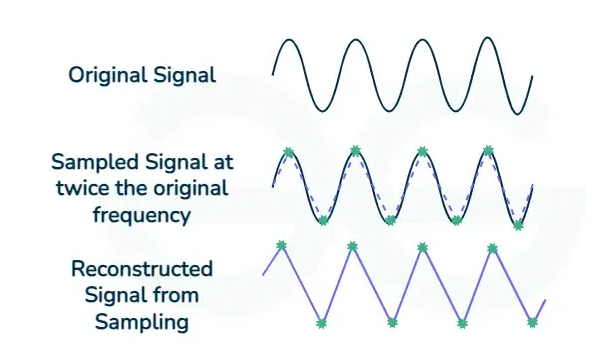 Original Signal
Sampled Signal at
twice the original
frequency
Reconstructed
Signal from
Sampling